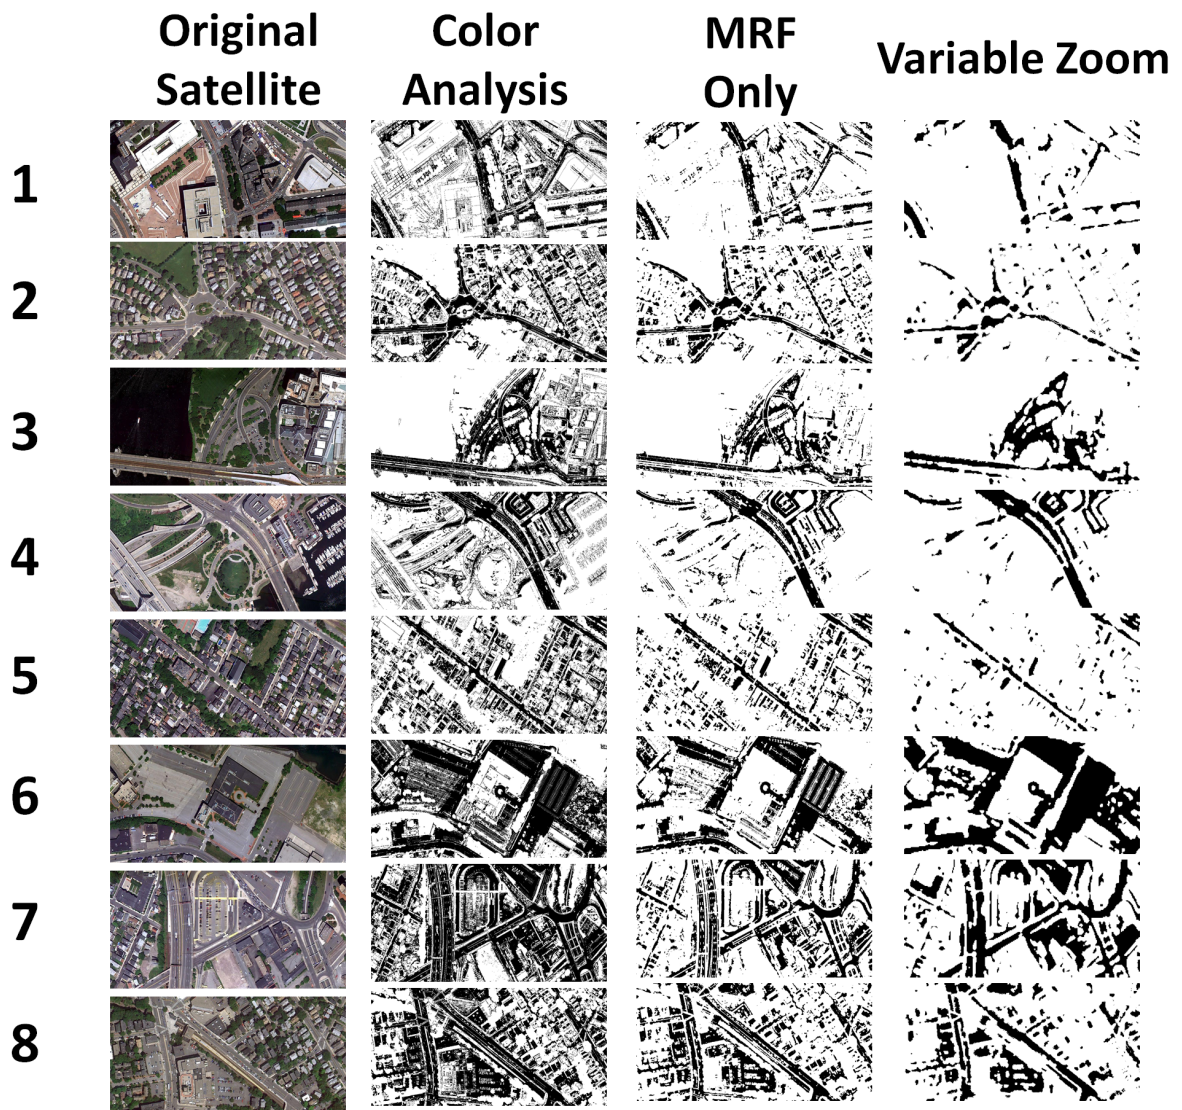 Original
Satellite
Color
Analysis
MRF
Only
Variable Zoom
1
2
3
4
5
6
7
8